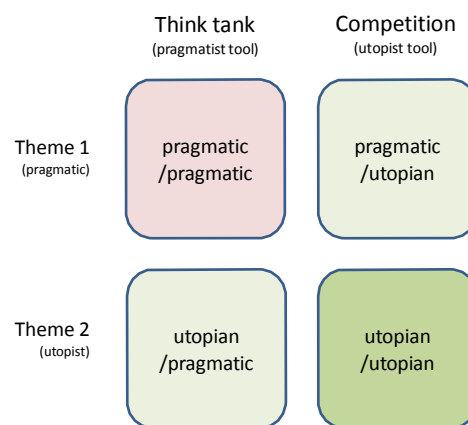 Think tank Competition
(pragmatist tool) (utopist tool)
Theme 1
(pragmatic)
pragmatic
/pragmatic
pragmatic
/utopian
Theme 2
(utopist)
utopian
/pragmatic
utopian
/utopian